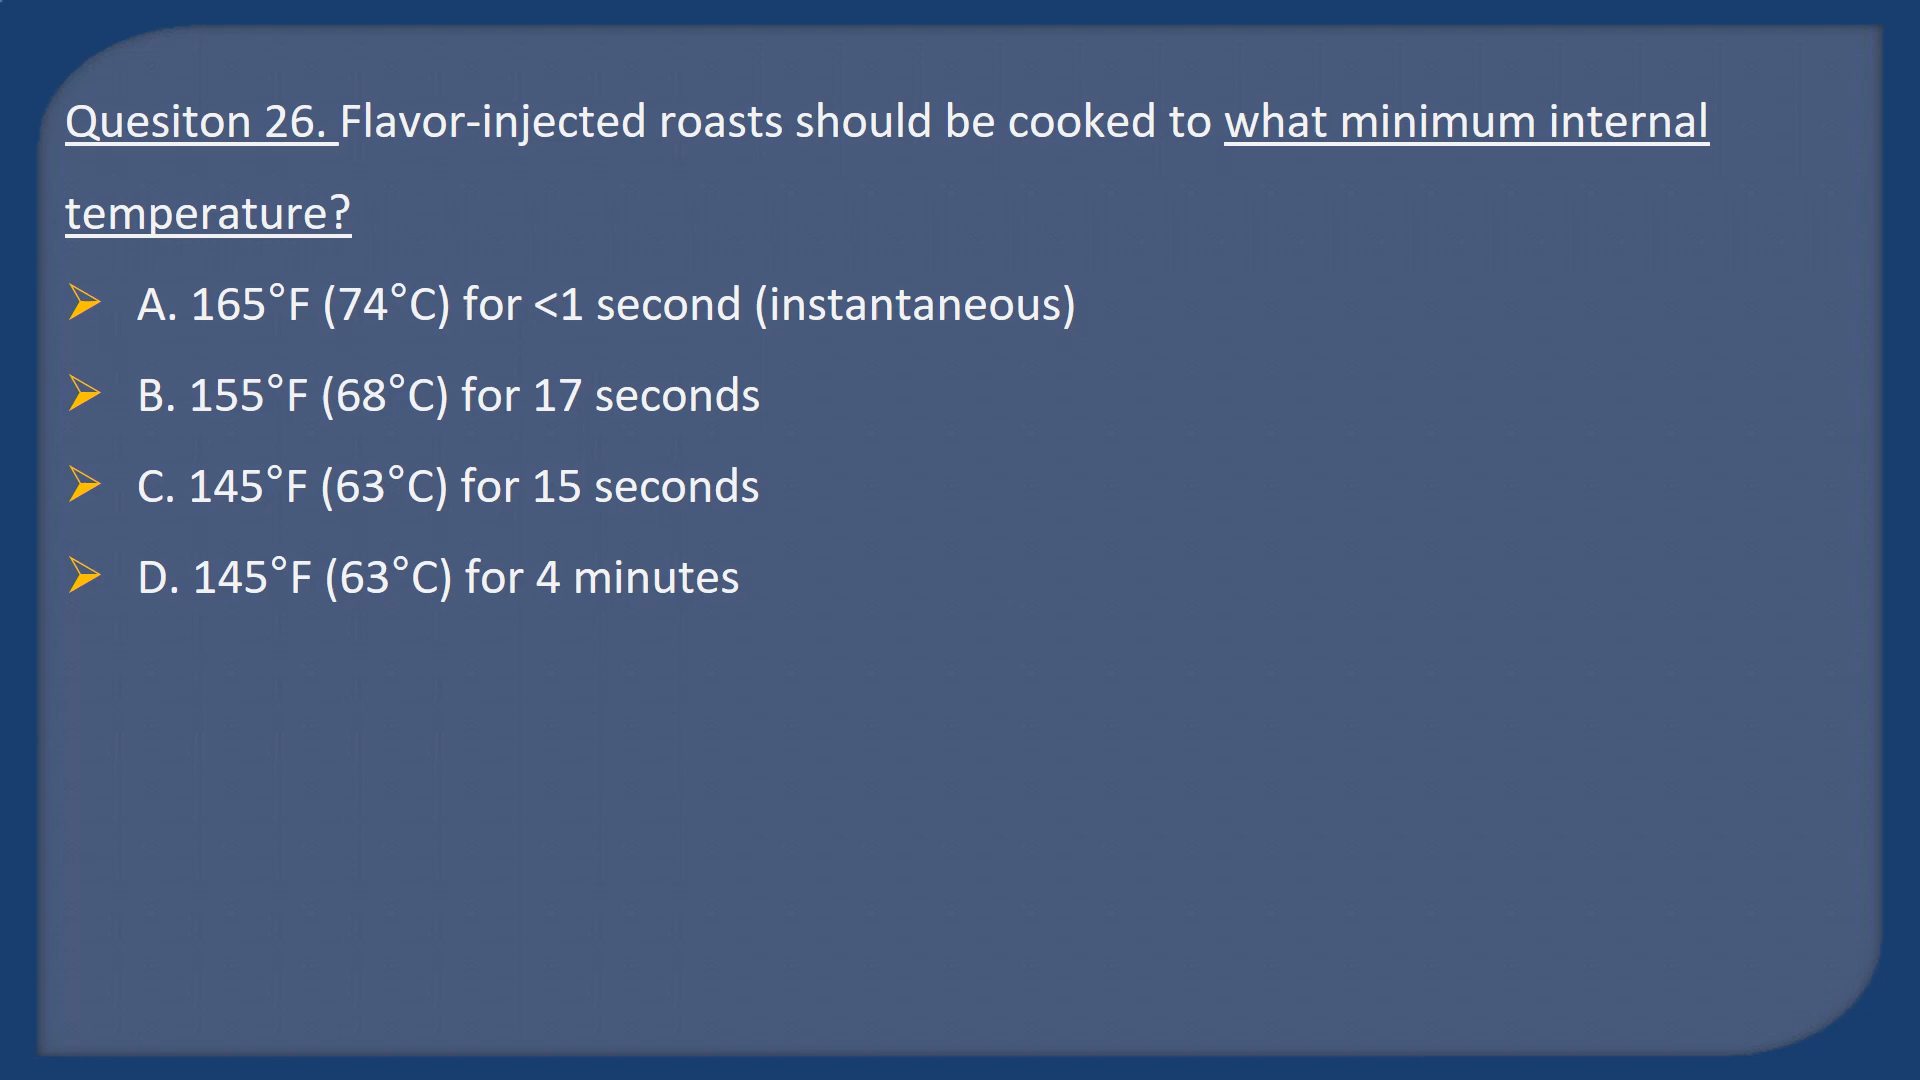 Quesiton 26. Flavor-injected roasts should be cooked to what minimum internal
temperature?
A. 165°F (74°C) for <1 second (instantaneous)
B. 155°F (68°C) for 17 seconds
C. 145°F (63°C) for 15 seconds
D. 145°F (63°C) for 4 minutes